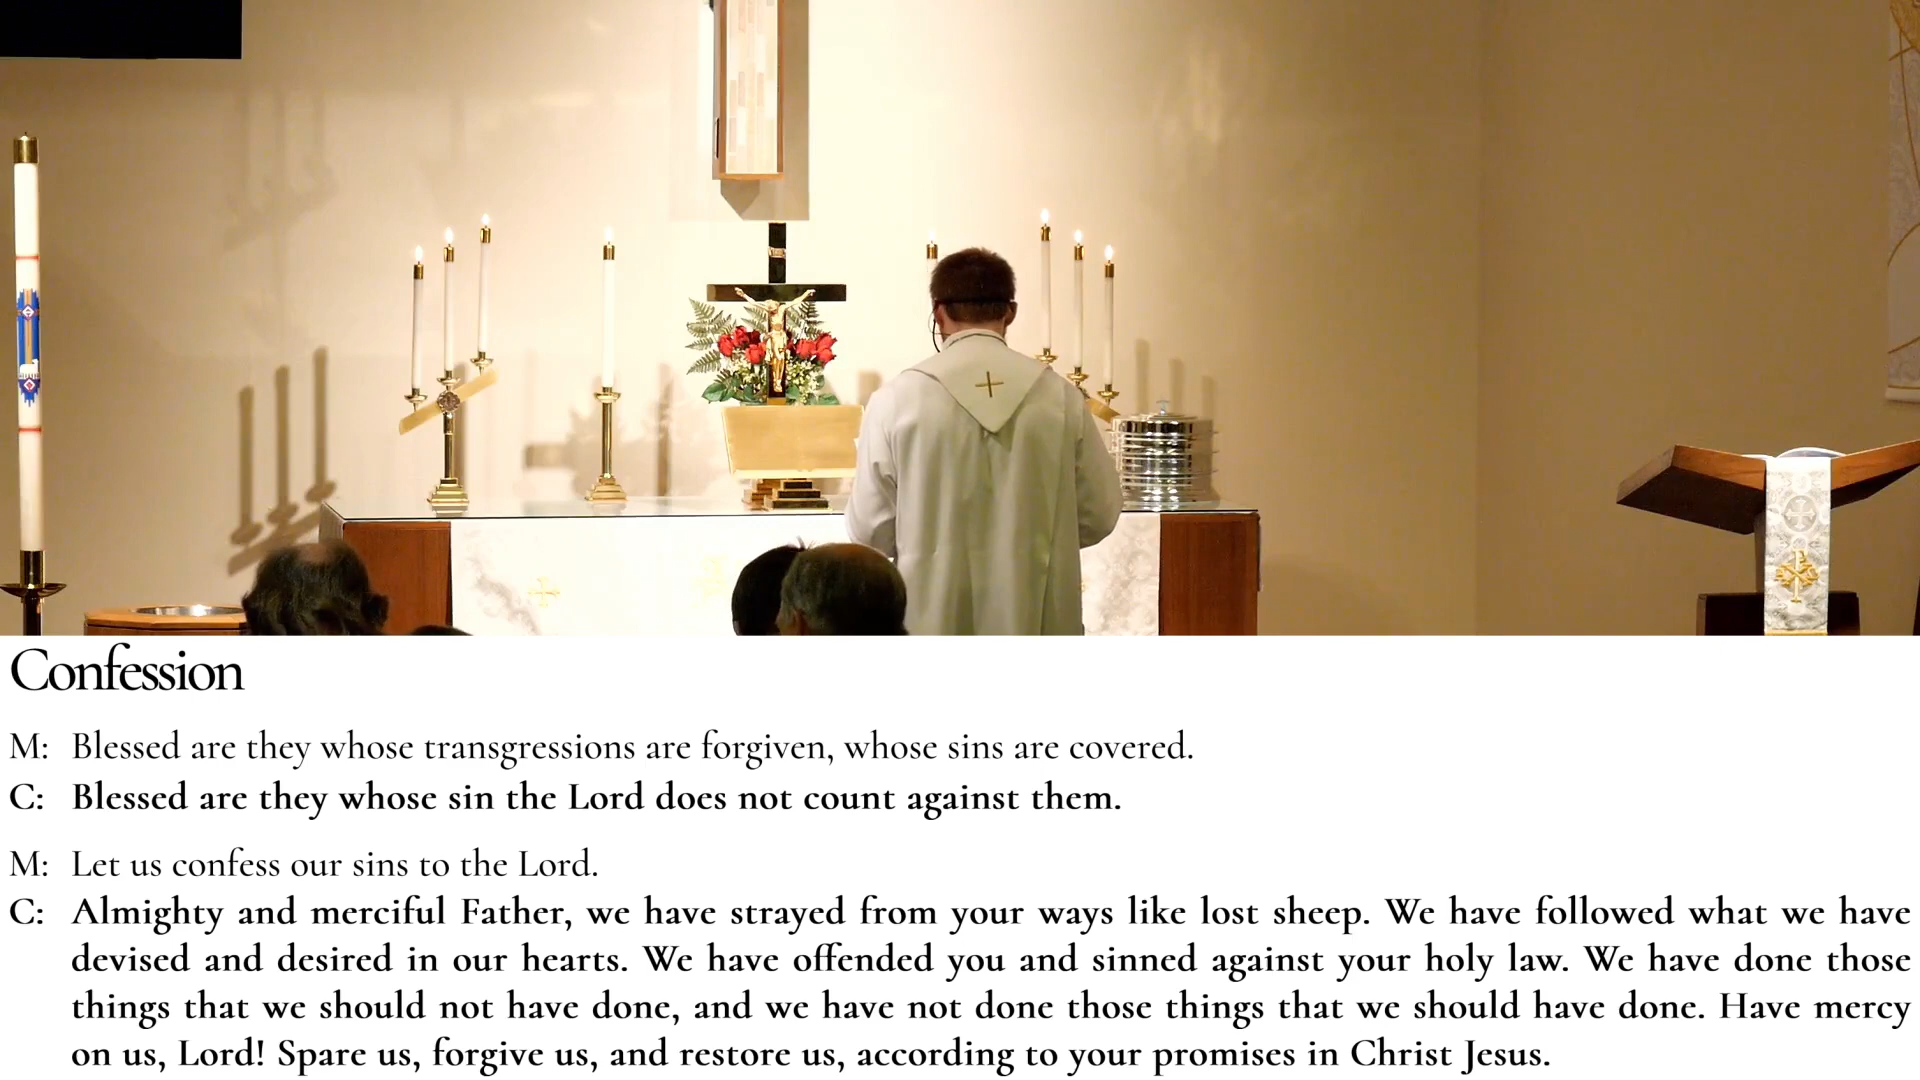 Confession
M: Blessed are they whose transgressions are forgiven, whose sins are covered.
C: Blessed are they whose sin the Lord does not count against them.
M: Let us confess our sins to the Lord.
C: Almighty and merciful Father, we have strayed from your ways like lost sheep. We have followed what we have
devised and desired in our hearts. We have offended you and sinned against your holy law. We have done those
things that we should not have done, and we have not done those things that we should have done. Have mercy
on us, Lord! Spare us, forgive us, and restore us, according to your promises in Christ Jesus.